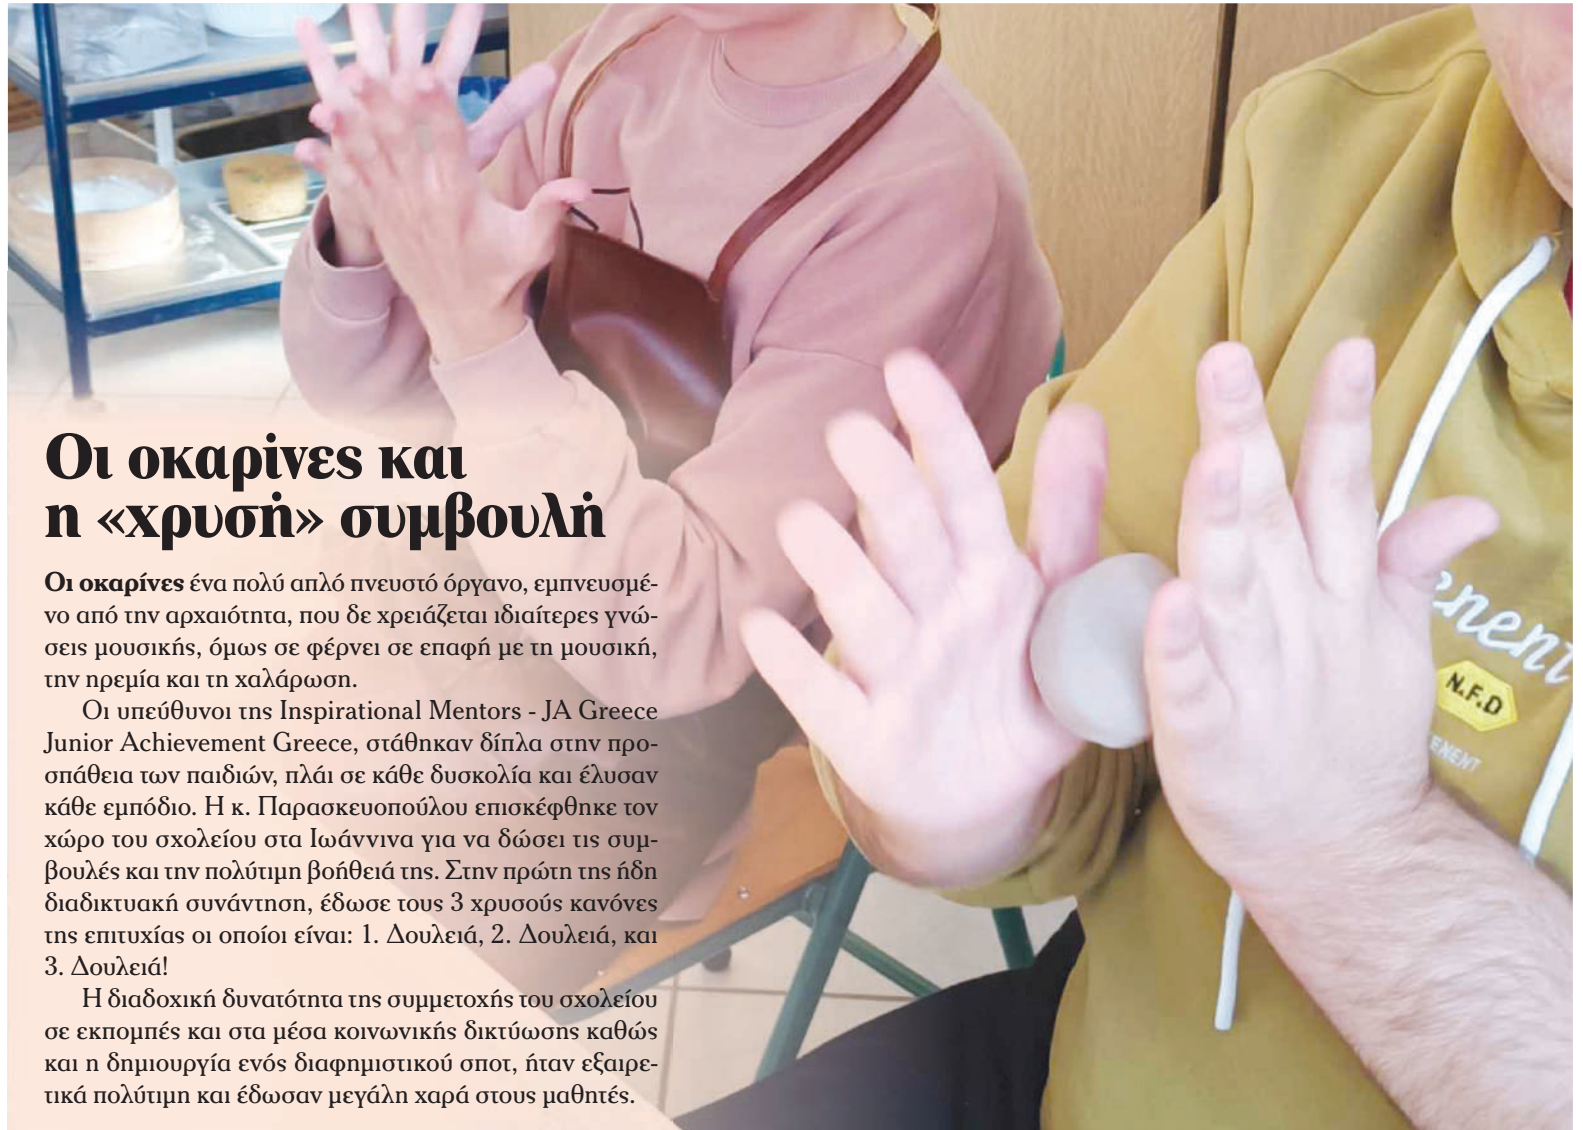 Οι οκαρίνες και
η «χρυσή» συμβουλή
Οι οκαρίνες ένα πολύ απλό πνευστό όργανο, εμπνευσμέ-
νο από την αρχαιότητα, που δε χρειάζεται ιδιαίτερες γνώ-
σεις μουσικής, όμως σε φέρνει σε επαφή με τη μουσική,
την ηρεμία και τη χαλάρωση.
Οι υπεύθυνοι της Inspirational Mentors - JA Greece
Junior Achievement Greece, στάθηκαν δίπλα στην προ-
σπάθεια των παιδιών, πλάι σε κάθε δυσκολία και έλυσαν
κάθε εμπόδιο. Η κ. Παρασκευοπούλου επισκέφθηκε τον
χώρο του σχολείου στα Ιωάννινα για να δώσει τις συμ-
βουλές και την πολύτιμη βοήθειά της. Στην πρώτη της ήδη
διαδικτυακή συνάντηση, έδωσε τους 3 χρυσούς κανόνες
της επιτυχίας οι οποίοι είναι: 1. Δουλειά, 2. Δουλειά, και
3. Δουλειά!
Η διαδοχική δυνατότητα της συμμετοχής του σχολείου
σε εκπομπές και στα μέσα κοινωνικής δικτύωσης καθώς
και η δημιουργία ενός διαφημιστικού σποτ, ήταν εξαιρε-
τικά πολύτιμη και έδωσαν μεγάλη χαρά στους μαθητές.
N.F.D